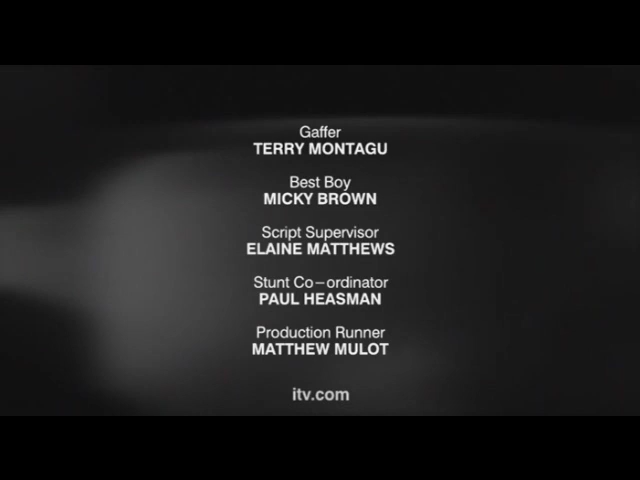 Gaffer
TERRY MONTAGU
Best Boy
MICKY BROWN
Script Supervisor
ELAINE MATTHEWS
Stunt Co-ordinator
PAUL HEASMAN
Production Runner
MATTHEW MULOT
itv.com